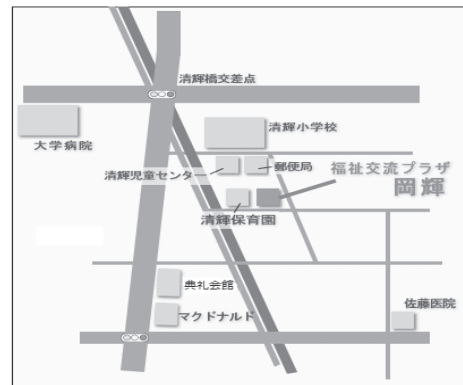 清輝橋交差点
清輝小学校
大学病院
清輝児童センタ
郵便局
福祉交流プラザ
岡輝
清輝保育園
典礼会館
マクドナルド
佐藤医院